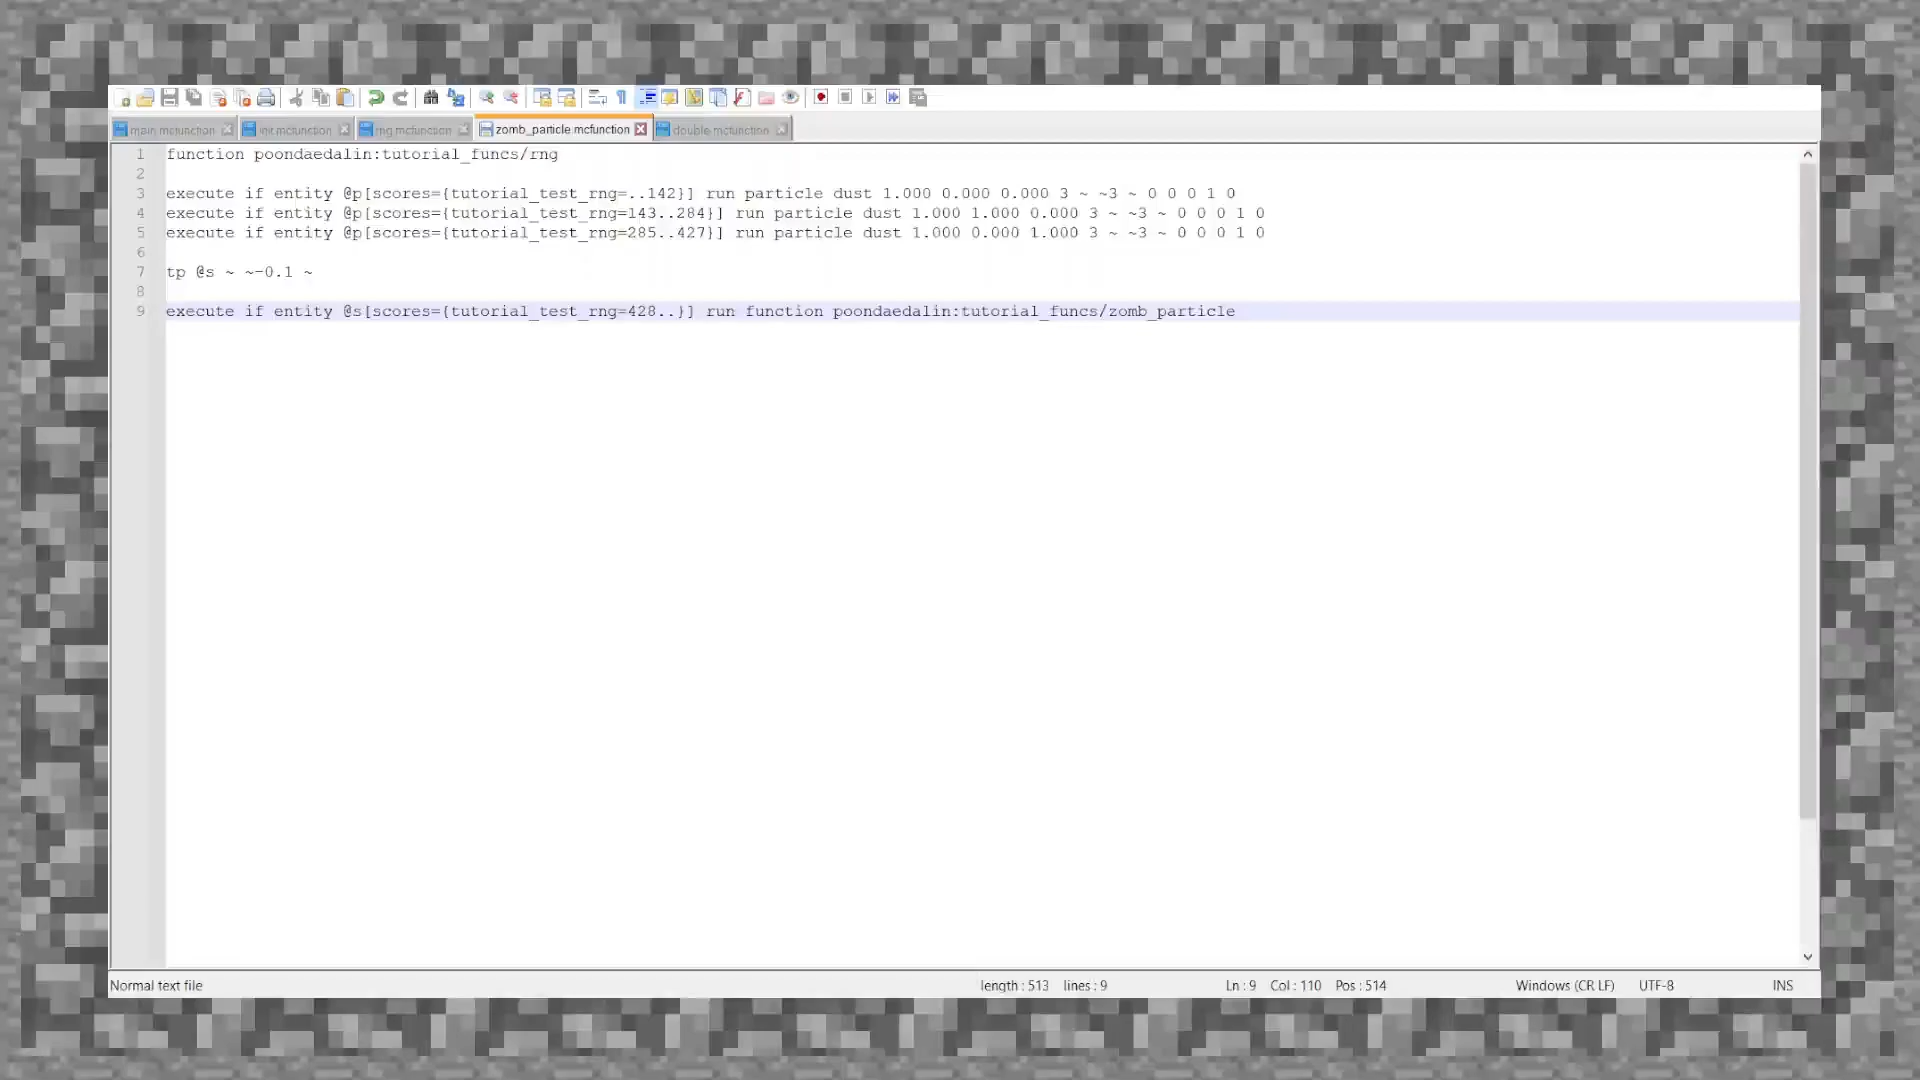 main.mcfunction init.mcfunction rng.mcfunction zomb_particle.mcfunction double.mcfunction
1 function poondaedalin:tutorial_funcs/rng
2
3 execute if entity @p[scores={tutorial_test_rng=..142}] run particle dust 1.000 0.000 0.000 3 ~ ~3 ~ 0 0 0 1 0
4 execute if entity @p[scores={tutorial_test_rng=143..284}] run particle dust 1.000 1.000 0.000 3 ~ ~3 ~ 0 0 0 1 0
5 execute if entity @p[scores={tutorial_test_rng=285..427}] run particle dust 1.000 0.000 1.000 3 ~ ~3 ~ 0 0 0 1 0
6
7 tp @s ~ ~-0.1 ~
8
9 execute if entity @s[scores={tutorial_test_rng=428..}] run function poondaedalin:tutorial_funcs/zomb_particle
Normal text file length : 513 lines : 9 Ln : 9 Col : 110 Pos : 514 Windows (CR LF) UTF-8 INS